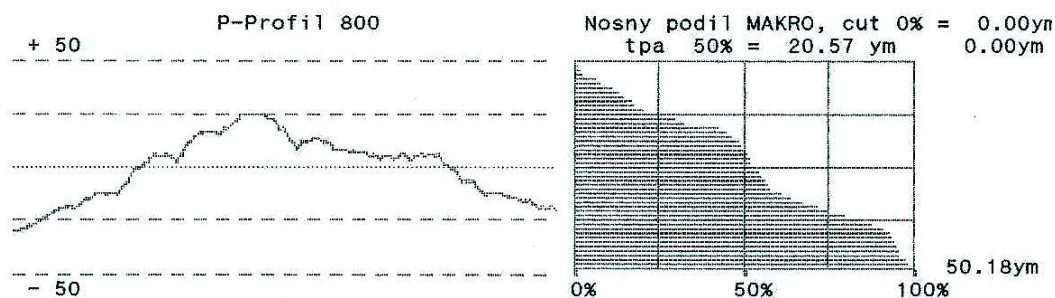 P-Profil 800
+ 50
- 50
Nosny podil MAKRO, cut 0% = 0.00ym
tpa 50% = 20.57 ym 0.00ym
50.18ym
0% 50% 100%